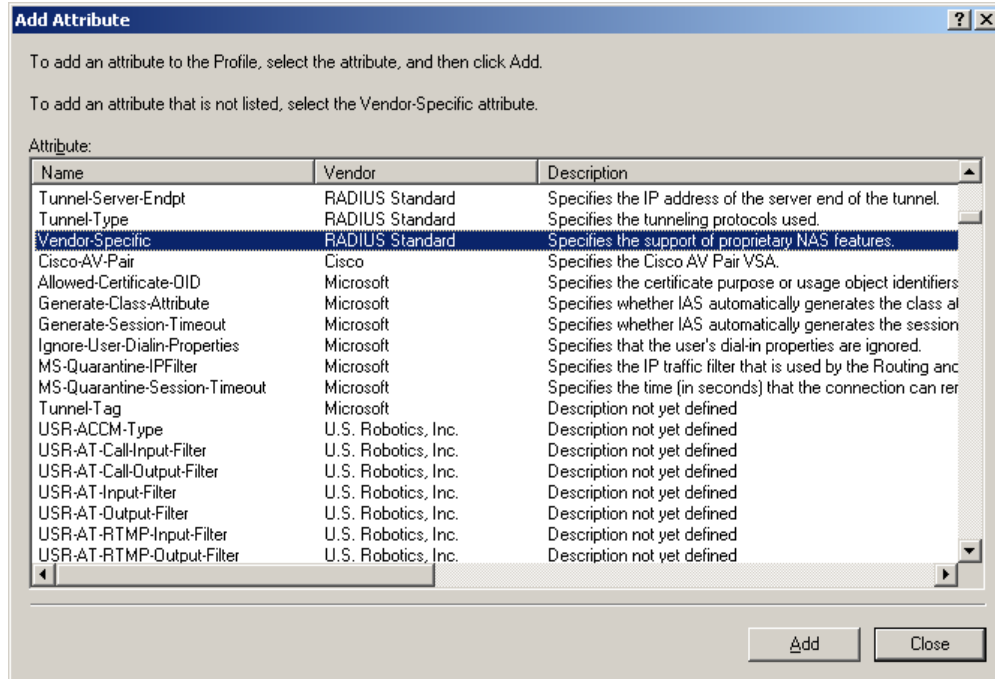 Add Attribute
To add an attribute to the Profile, select the attribute, and then click Add.
To add an attribute that is not listed, select the Vendor-Specific attribute.
Attribute:
Name Vendor Description
Tunnel-Server-Endpt RADIUS Standard Specifies the IP address of the server end of the tunnel.
Tunnel-Type RADIUS Standard Specifies the tunneling protocols used.
Vendor-Specific RADIUS Standard Specifies the support of proprietary NAS features.
Cisco-AV-Pair Cisco Specifies the Cisco AV Pair VSA.
Allowed-Certificate-OID Microsoft Specifies the certificate purpose or usage object identifiers
Generate-Class-Attribute Microsoft Specifies whether IAS automatically generates the class
Generate-Session-Timeout Microsoft Specifies whether IAS automatically generates the session
Ignore-User-Dialin-Properties Microsoft Specifies that the user's dial-in properties are ignored.
MS-Quarantine-IPFilter Microsoft Specifies the IP traffic filter that is used by the Routing and
MS-Quarantine-Session-Timeout Microsoft Specifies the time (in seconds) that the connection can
Tunnel-Tag Microsoft Description not yet defined
USR-ACCM-Type U.S. Robotics, Inc. Description not yet defined
USR-AT-Call-Input-Filter U.S. Robotics, Inc. Description not yet defined
USR-AT-Call-Output-Filter U.S. Robotics, Inc. Description not yet defined
USR-AT-Input-Filter U.S. Robotics, Inc. Description not yet defined
USR-AT-Output-Filter U.S. Robotics, Inc. Description not yet defined
USR-AT-RTMP-Input-Filter U.S. Robotics, Inc. Description not yet defined
USR-AT-RTMP-Output-Filter U.S. Robotics, Inc. Description not yet defined
Add Close